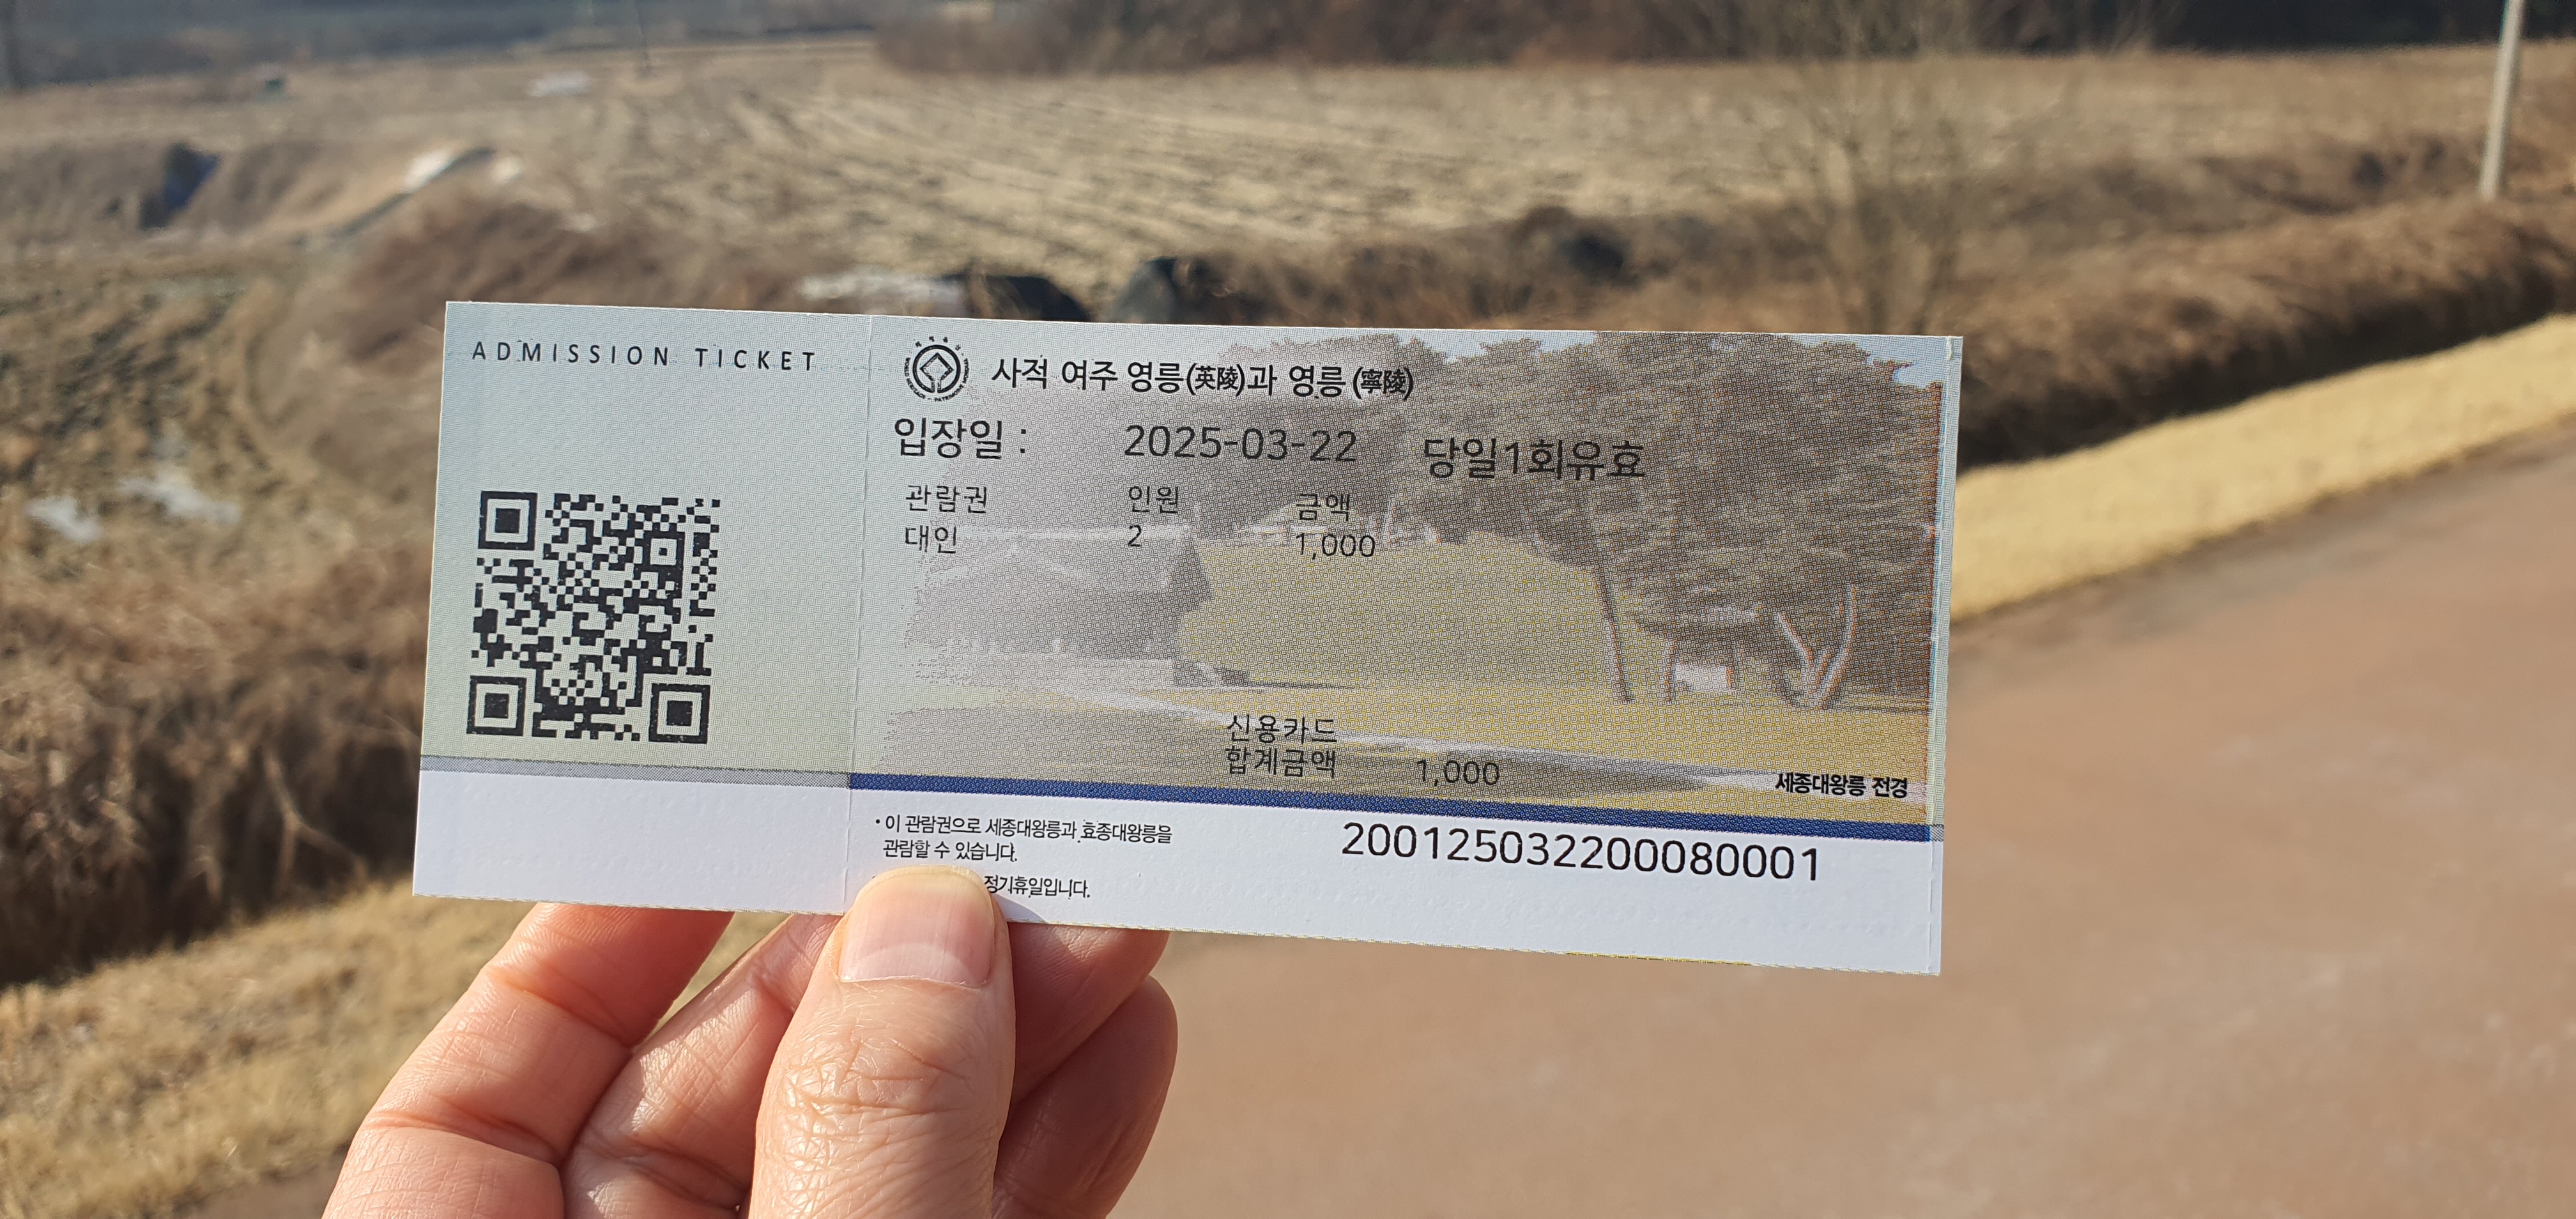 ADMISSION TICKET
사적 여주 영릉(英陵)과 영릉(寧陵)
입장일 : 2025-03-22 당일1회유효
관람권 인원 금액
대인 2 1,000
신용카드
합계금액 1,000
세종대왕릉 전경
· 이 관람권으로 세종대왕릉과 효종대왕릉을
관람할 수 있습니다.
정기휴일입니다.
200125032200080001